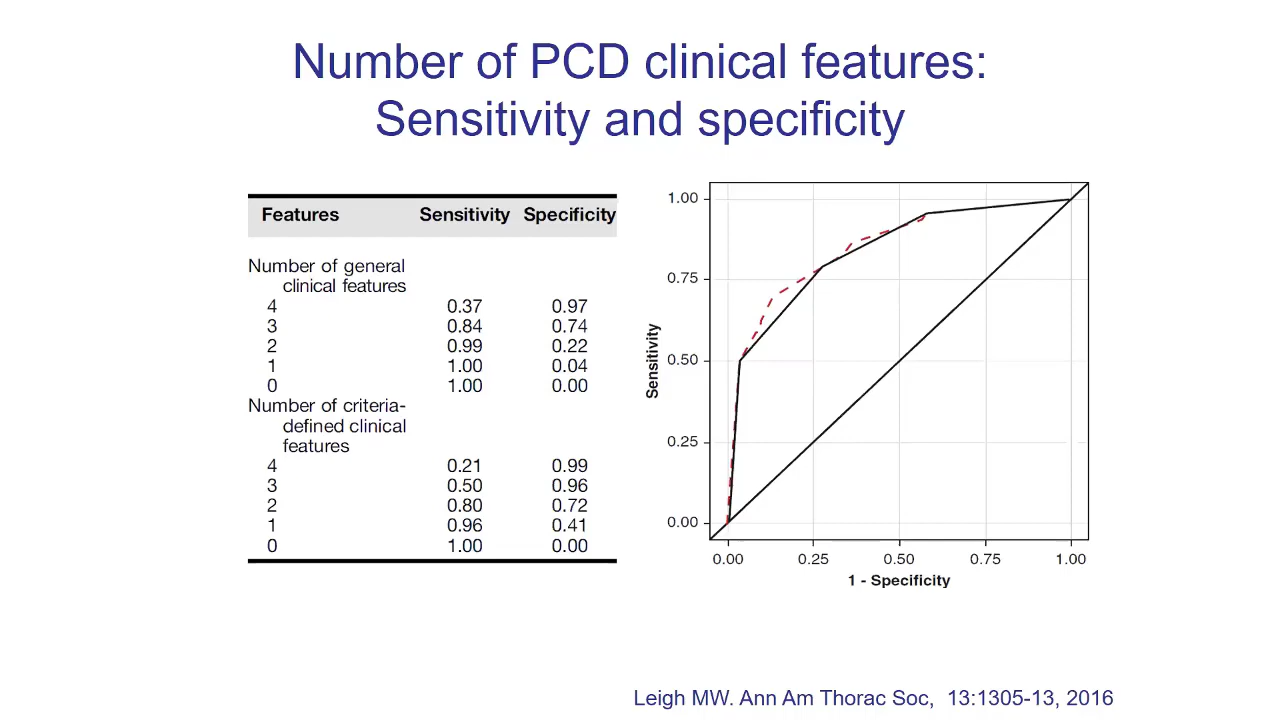 Number of PCD clinical features:
Sensitivity and specificity
Features Sensitivity Specificity
Number of general
clinical features
4 0.37 0.97
3 0.84 0.74
2 0.99 0.22
1 1.00 0.04
0 1.00 0.00
Number of criteria-
defined clinical
features
4 0.21 0.99
3 0.50 0.96
2 0.80 0.72
1 0.96 0.41
0 1.00 0.00
Sensitivity
1.00
0.75
0.50
0.25
0.00
0.00 0.25 0.50 0.75 1.00
1 - Specificity
Leigh MW. Ann Am Thorac Soc, 13:1305-13, 2016